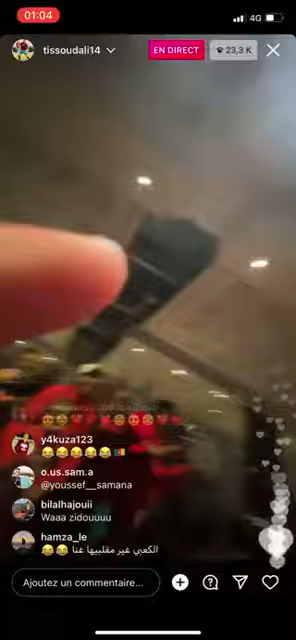 01:04
4G
tissoudali14
EN DIRECT
23,3 K
y4kuza123
o.us.sam.a
@youssef__samana
bilalhajouii
Waaa zidouuuu
hamza_le
الكعبي غير مقلبيها غنا 😂😂
Ajoutez un commentaire...